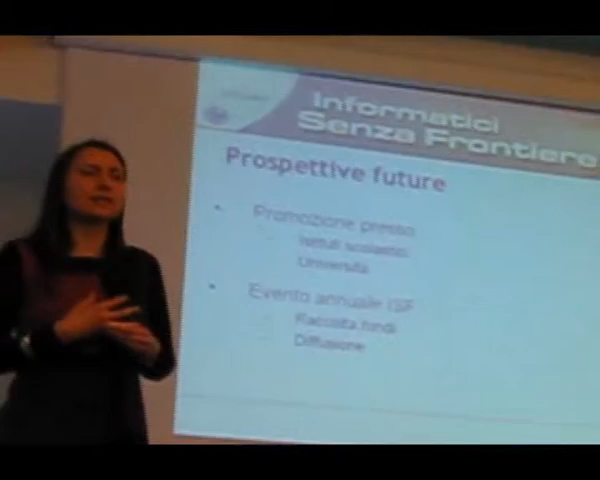 Informatici
Senza Frontiere
Prospettive future
Promozione presso
Istituti scolastici
Università
Evento annuale ISF
Raccolta fondi
Diffusione